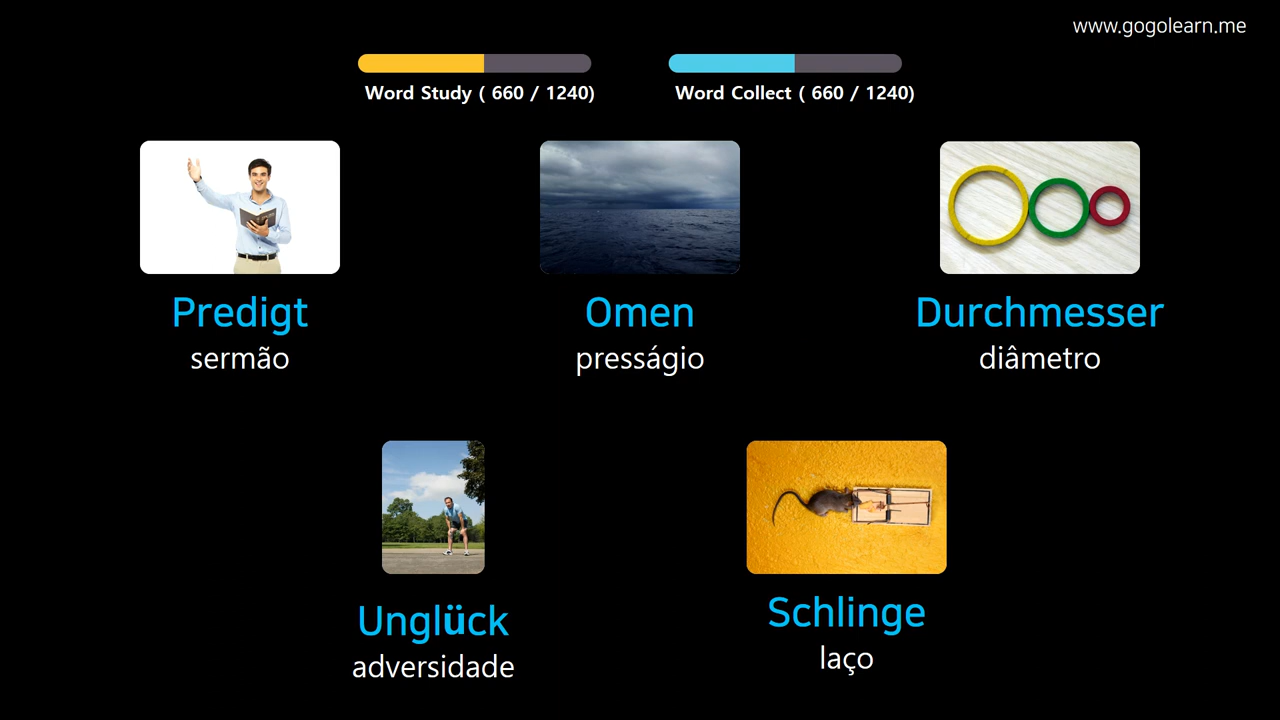 www.gogolearn.me
Word Study ( 660 / 1240)
Word Collect ( 660 / 1240)
Predigt
sermão
Omen
presságio
Durchmesser
diâmetro
Unglück
adversidade
Schlinge
laço